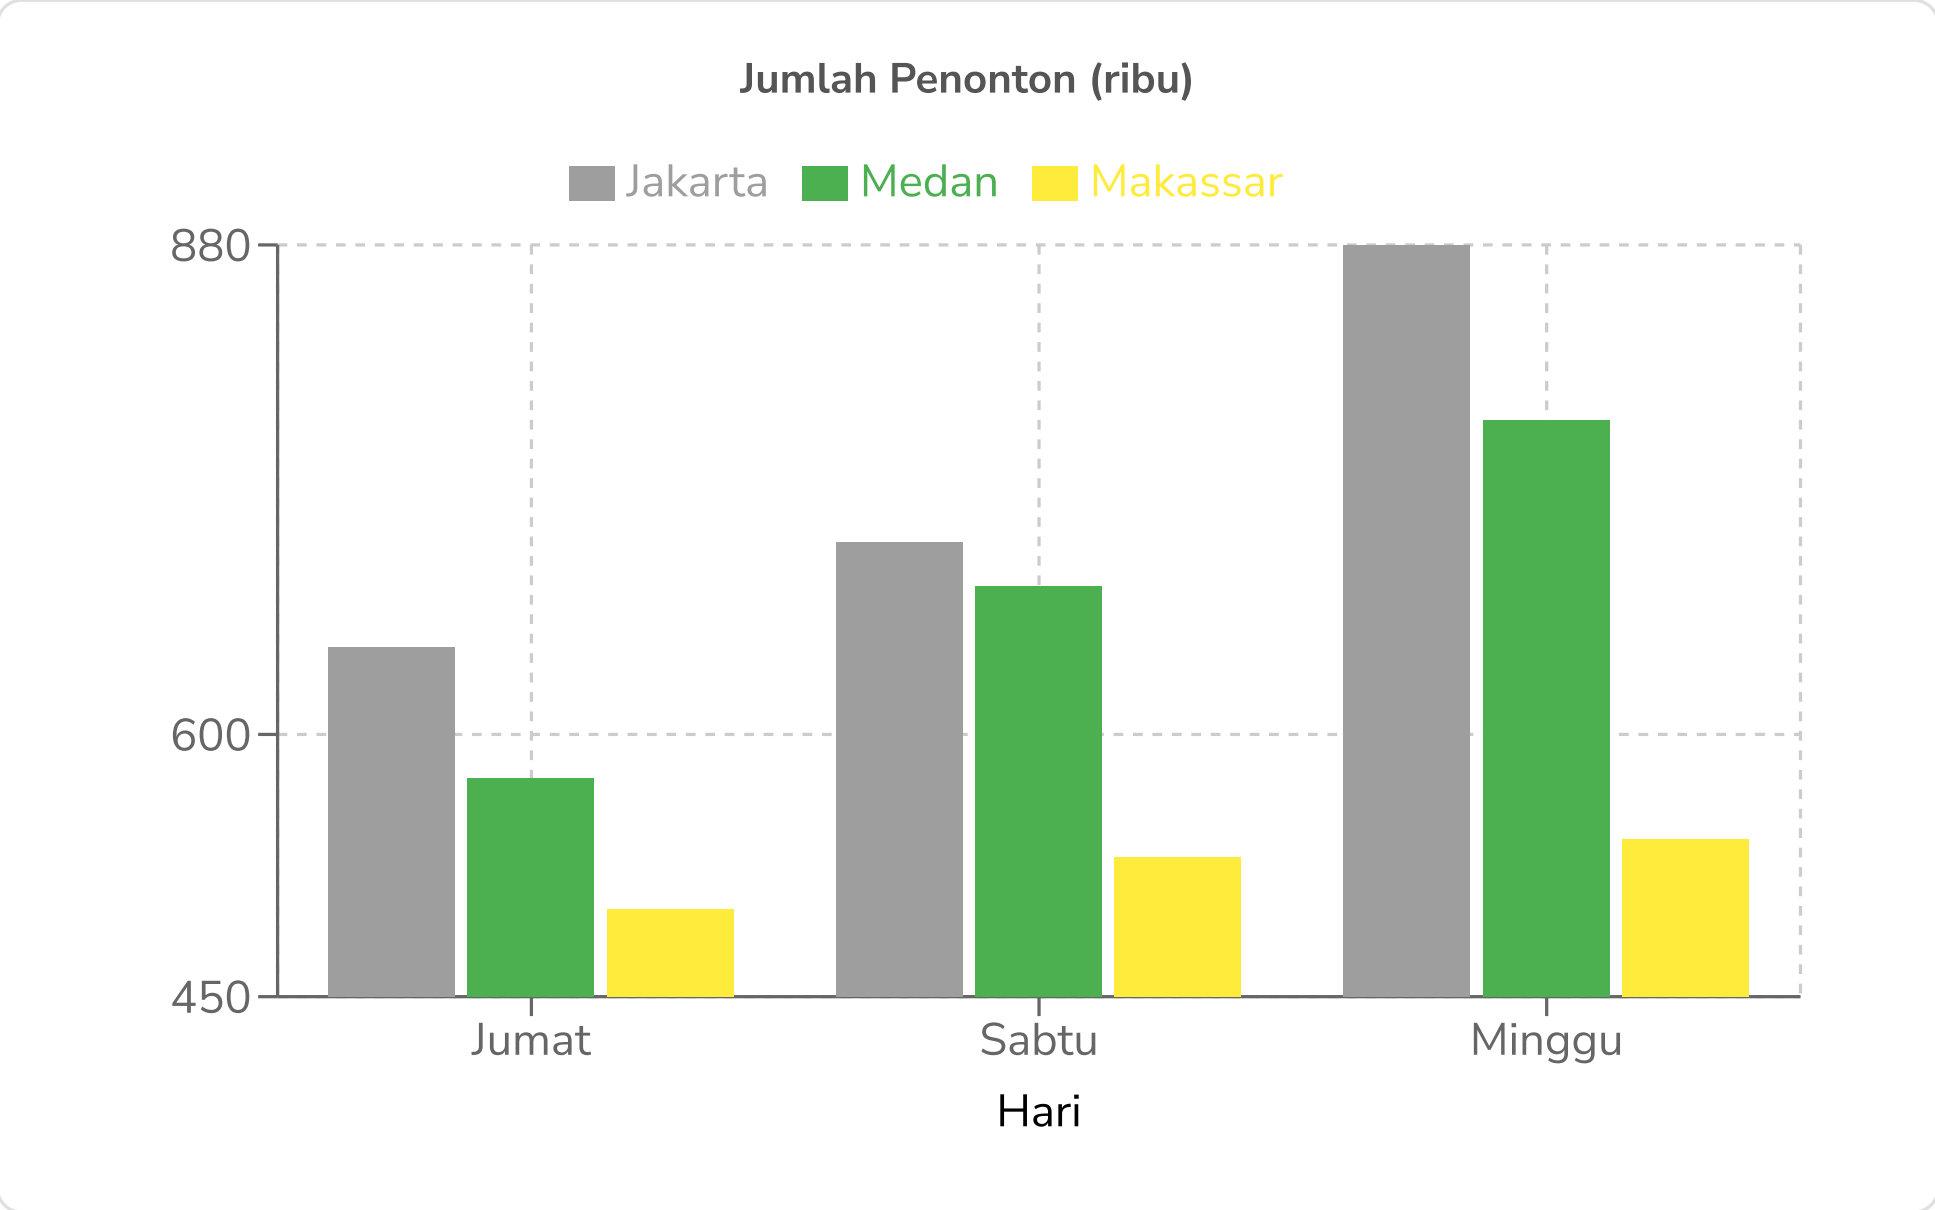 Jumlah Penonton (ribu)
Jakarta Medan Makassar
880
600
450
Jumat Sabtu Minggu
Hari